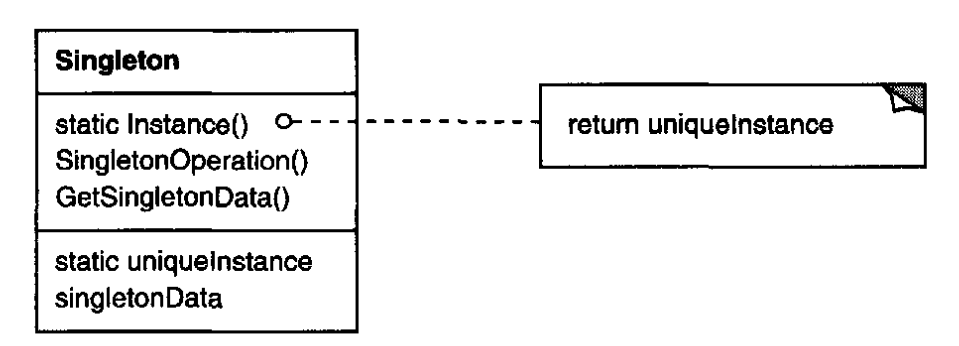 Singleton
static Instance()
SingletonOperation()
GetSingletonData()
static uniqueInstance
singletonData
return uniqueInstance